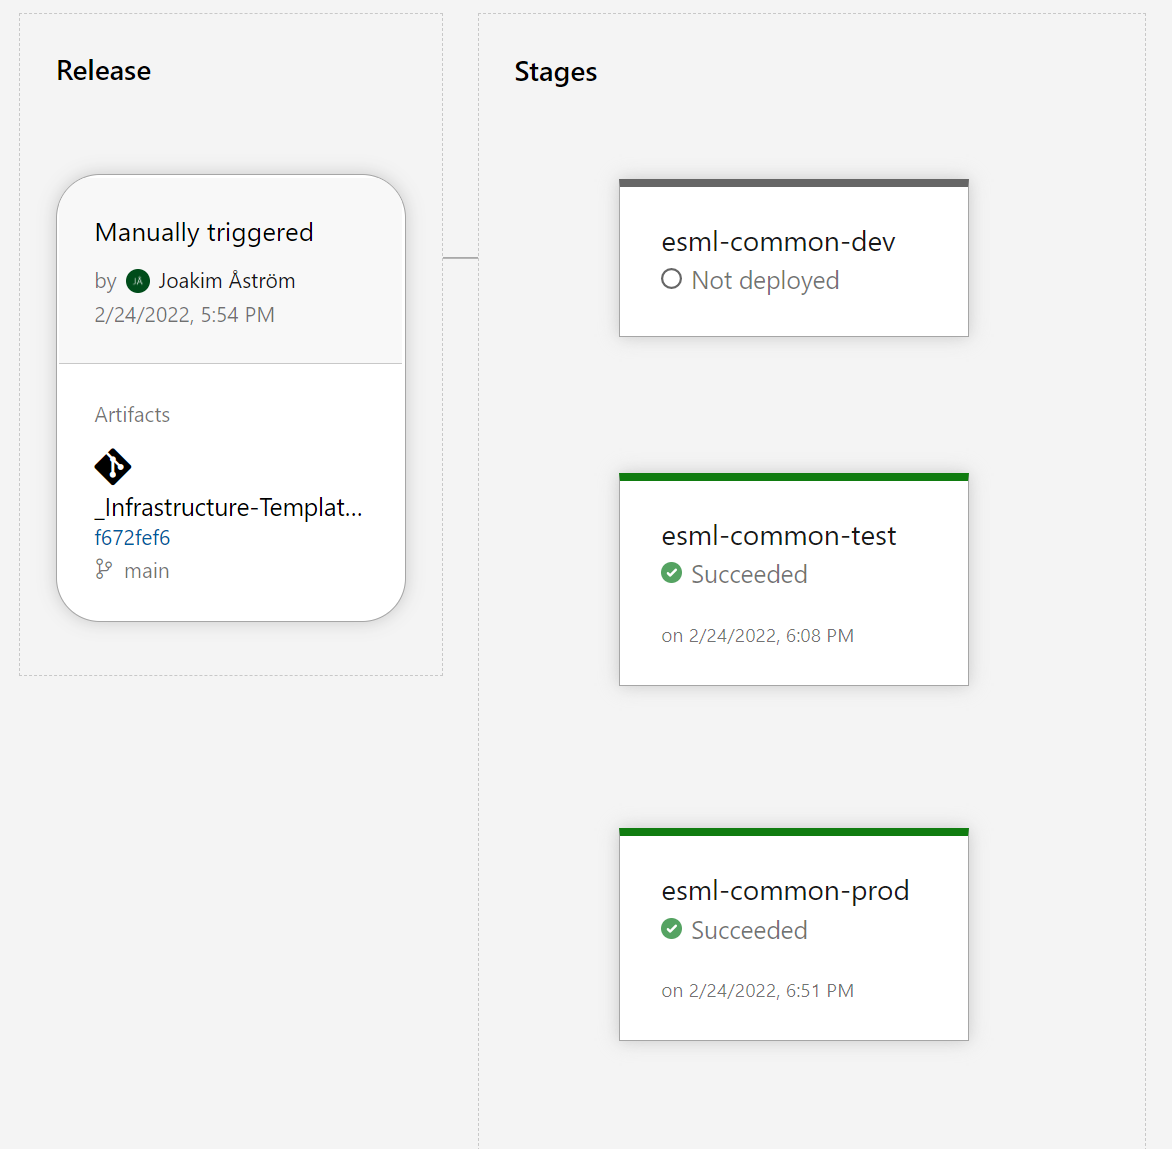 Release
Manually triggered
by JÅ Joakim Åström
2/24/2022, 5:54 PM
Artifacts
_Infrastructure-Templat...
f672fef6
main
Stages
esml-common-dev
Not deployed
esml-common-test
Succeeded
on 2/24/2022, 6:08 PM
esml-common-prod
Succeeded
on 2/24/2022, 6:51 PM